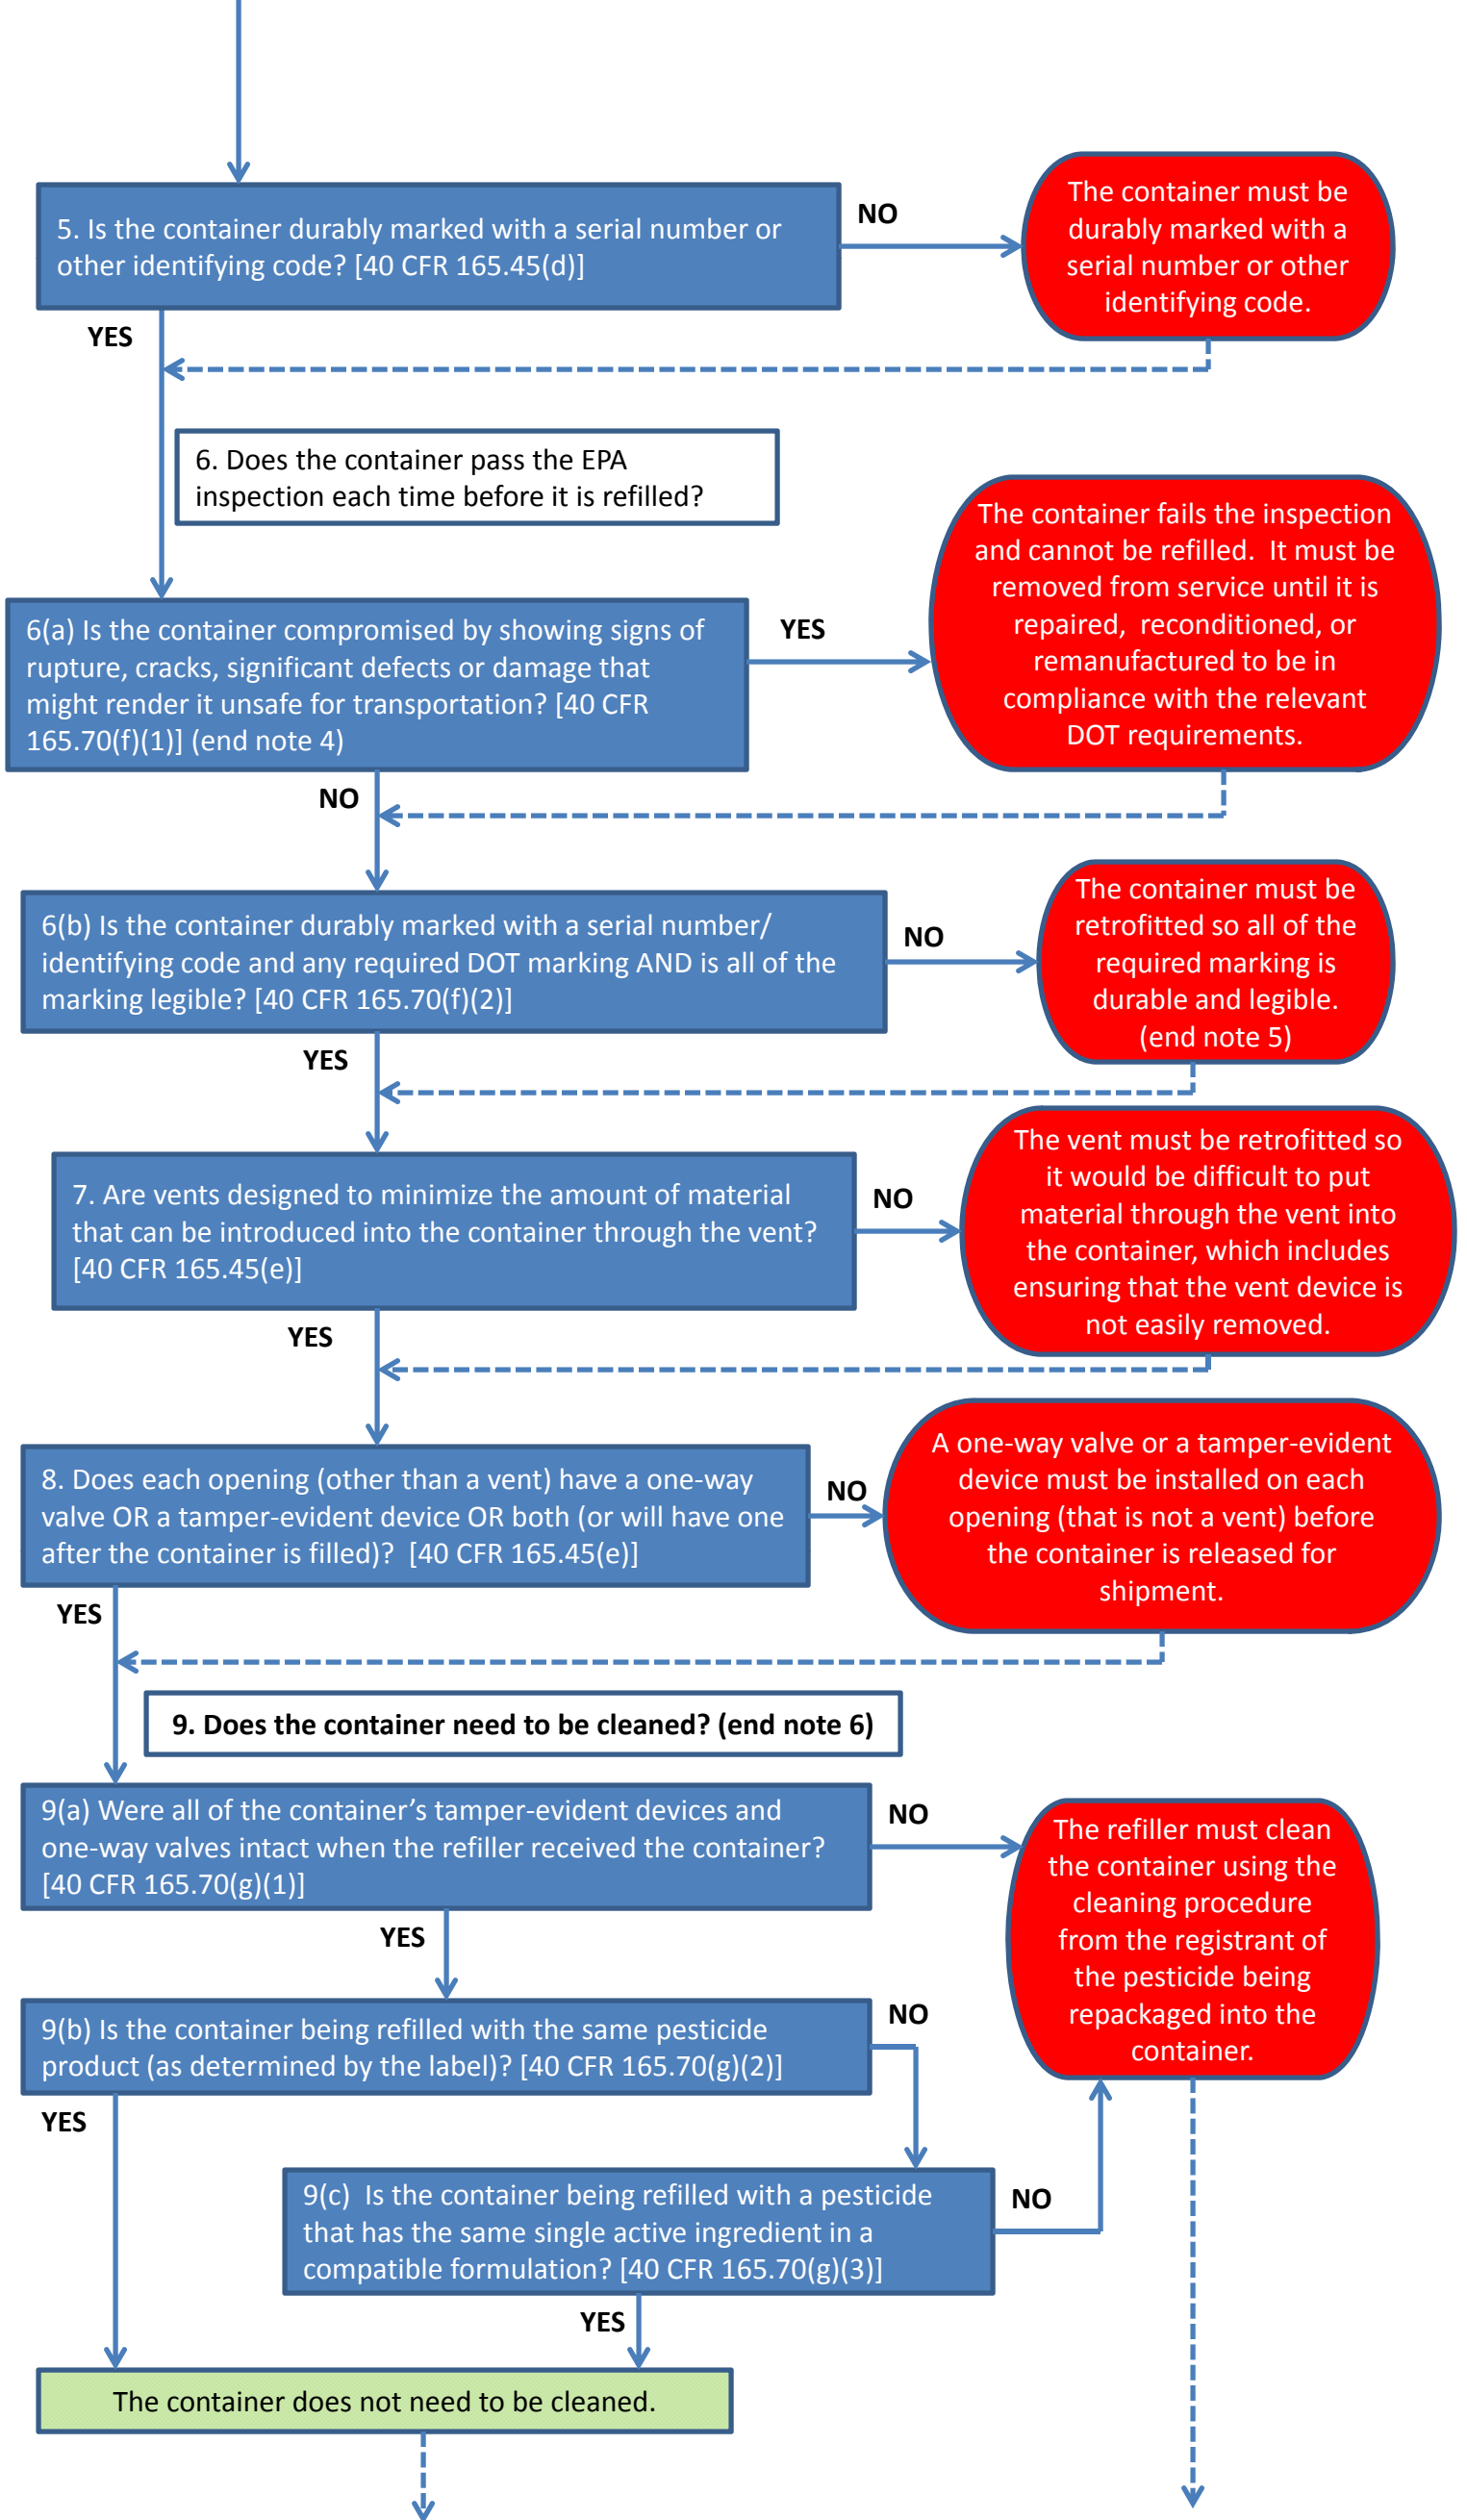 5. Is the container durably marked with a serial number or
other identifying code? [40 CFR 165.45(d)]
NO
The container must be
durably marked with a
serial number or other
identifying code.
YES
6. Does the container pass the EPA
inspection each time before it is refilled?
6(a) Is the container compromised by showing signs of
rupture, cracks, significant defects or damage that
might render it unsafe for transportation? [40 CFR
165.70(f)(1)] (end note 4)
YES
The container fails the inspection
and cannot be refilled. It must be
removed from service until it is
repaired, reconditioned, or
remanufactured to be in
compliance with the relevant
DOT requirements.
NO
6(b) Is the container durably marked with a serial number/
identifying code and any required DOT marking AND is all of the
marking legible? [40 CFR 165.70(f)(2)]
NO
The container must be
retrofitted so all of the
required marking is
durable and legible.
(end note 5)
YES
7. Are vents designed to minimize the amount of material
that can be introduced into the container through the vent?
[40 CFR 165.45(e)]
NO
The vent must be retrofitted so
it would be difficult to put
material through the vent into
the container, which includes
ensuring that the vent device is
not easily removed.
YES
8. Does each opening (other than a vent) have a one-way
valve OR a tamper-evident device OR both (or will have one
after the container is filled)? [40 CFR 165.45(e)]
NO
A one-way valve or a tamper-evident
device must be installed on each
opening (that is not a vent) before
the container is released for
shipment.
YES
9. Does the container need to be cleaned? (end note 6)
9(a) Were all of the container’s tamper-evident devices and
one-way valves intact when the refiller received the container?
[40 CFR 165.70(g)(1)]
NO
The refiller must clean
the container using the
cleaning procedure
from the registrant of
the pesticide being
repackaged into the
container.
YES
9(b) Is the container being refilled with the same pesticide
product (as determined by the label)? [40 CFR 165.70(g)(2)]
NO
YES
9(c) Is the container being refilled with a pesticide
that has the same single active ingredient in a
compatible formulation? [40 CFR 165.70(g)(3)]
NO
YES
The container does not need to be cleaned.